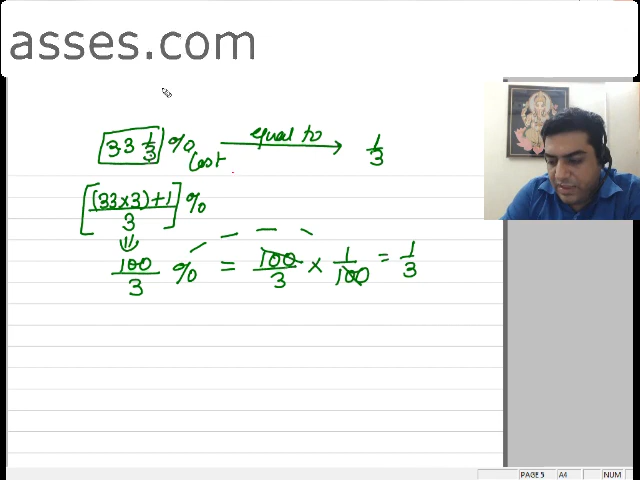 asses.com
33 1/3 % equal to 1/3
Cost
[(33×3)+1 / 3] %
100/3 % = 100/3 × 1/100 = 1/3
PAGE 5 A4 NUM